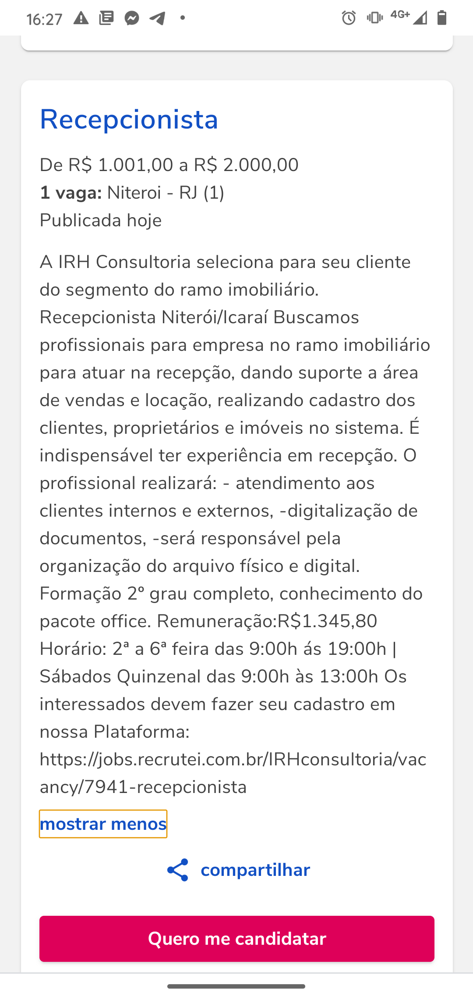 16:27
4G+
Recepcionista
De R$ 1.001,00 a R$ 2.000,00
1 vaga: Niteroi - RJ (1)
Publicada hoje
A IRH Consultoria seleciona para seu cliente
do segmento do ramo imobiliário.
Recepcionista Niterói/Icaraí Buscamos
profissionais para empresa no ramo imobiliário
para atuar na recepção, dando suporte a área
de vendas e locação, realizando cadastro dos
clientes, proprietários e imóveis no sistema. É
indispensável ter experiência em recepção. O
profissional realizará: - atendimento aos
clientes internos e externos, -digitalização de
documentos, -será responsável pela
organização do arquivo físico e digital.
Formação 2º grau completo, conhecimento do
pacote office. Remuneração:R$1.345,80
Horário: 2ª a 6ª feira das 9:00h ás 19:00h |
Sábados Quinzenal das 9:00h às 13:00h Os
interessados devem fazer seu cadastro em
nossa Plataforma:
https://jobs.recrutei.com.br/IRHconsultoria/vac
ancy/7941-recepcionista
mostrar menos
compartilhar
Quero me candidatar